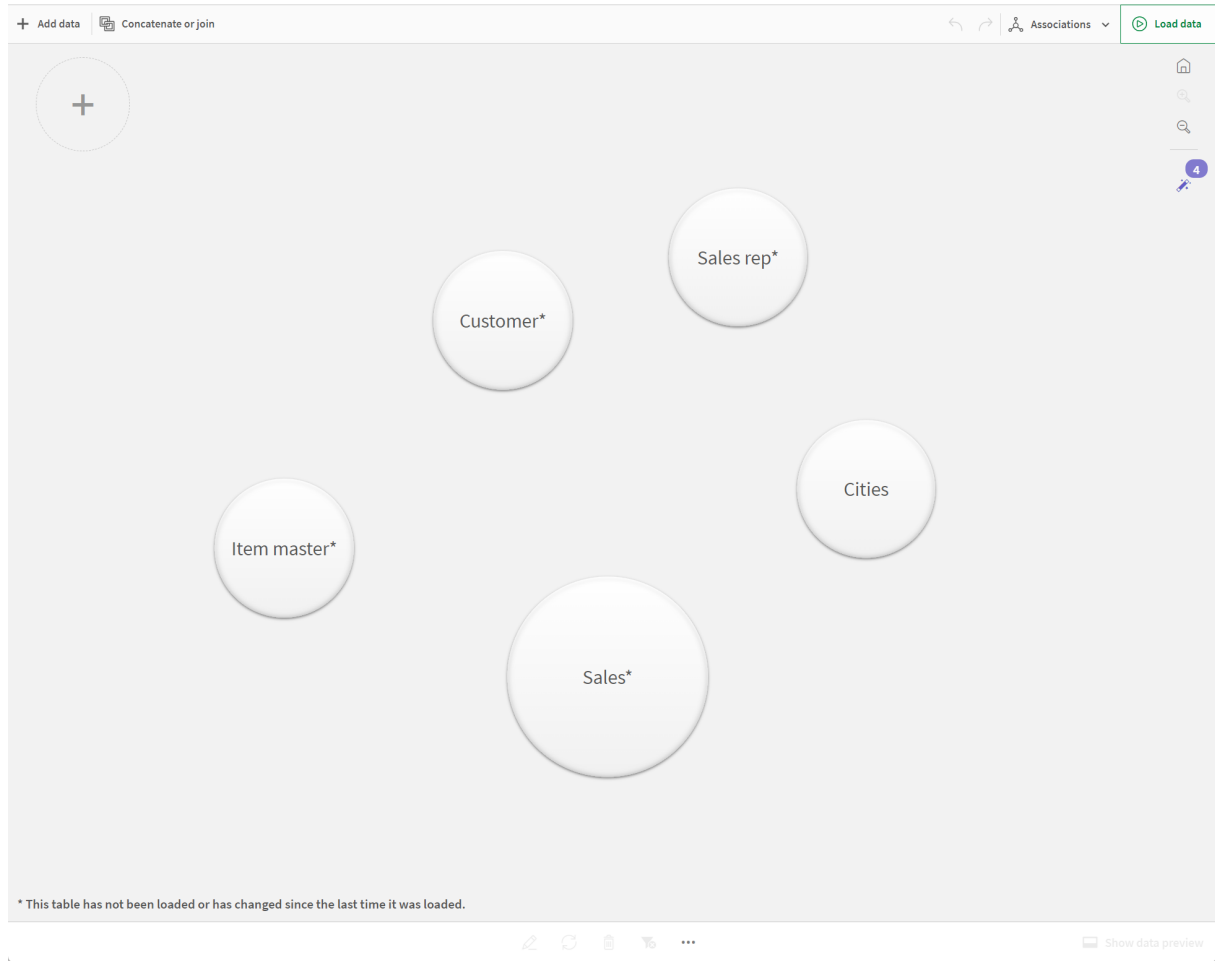 Add data
Concatenate or join
Associations
Load data
4
Sales rep*
Customer*
Cities
Item master*
Sales*
* This table has not been loaded or has changed since the last time it was loaded.
Show data preview